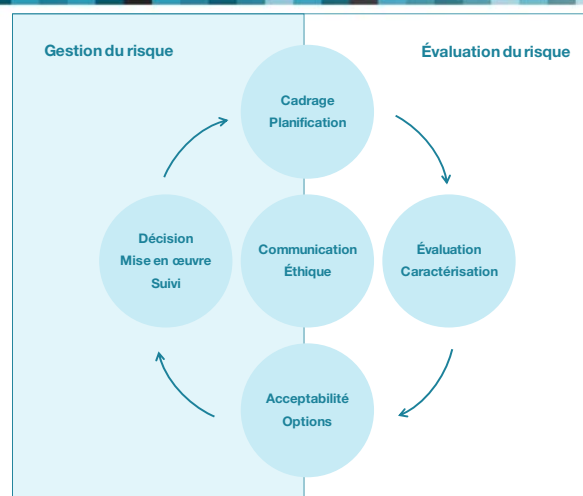 Gestion du risque
Évaluation du risque
Cadrage
Planification
Décision
Mise en œuvre
Suivi
Communication
Éthique
Évaluation
Caractérisation
Acceptabilité
Options